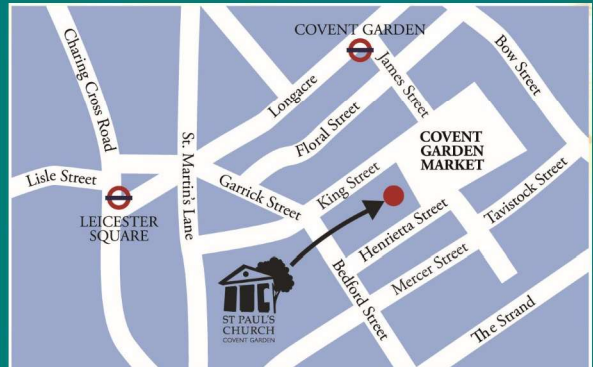 COVENT GARDEN
Charing Cross Road
Bow Street
James Street
Longacre
Floral Street
St. Martin's Lane
COVENT
GARDEN
MARKET
Lisle Street
Garrick Street
King Street
Tavistock Street
LEICESTER
SQUARE
Henrietta Street
Mercer Street
Bedford Street
ST PAUL'S
CHURCH
COVENT GARDEN
The Strand